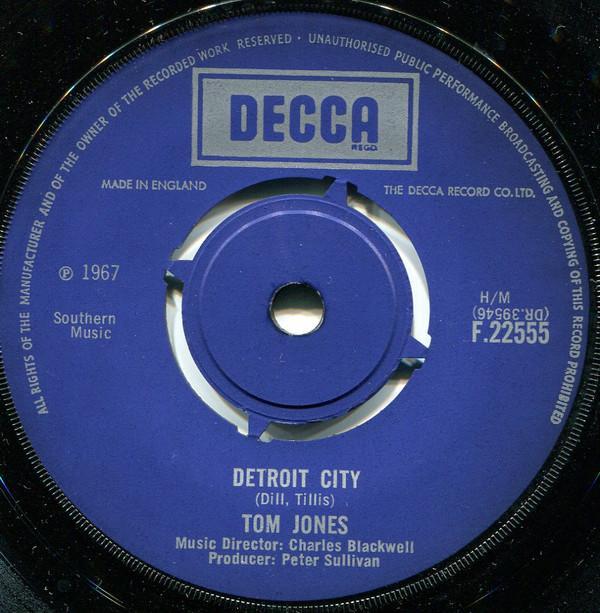 ALL RIGHTS OF THE MANUFACTURER AND OF THE OWNER OF THE RECORDED WORK RESERVED · UNAUTHORISED PUBLIC PERFORMANCE BROADCASTING AND COPYING OF THIS RECORD PROHIBITED
DECCA
REGD.
MADE IN ENGLAND
THE DECCA RECORD CO. LTD.
℗ 1967
Southern
Music
M/H
(DR.39546)
F.22555
DETROIT CITY
(Dill, Tillis)
TOM JONES
Music Director: Charles Blackwell
Producer: Peter Sullivan